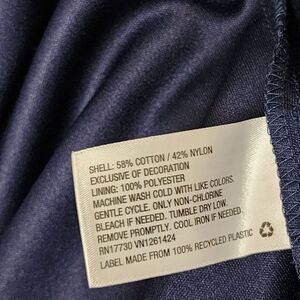 SHELL: 58% COTTON / 42% NYLON
EXCLUSIVE OF DECORATION
LINING: 100% POLYESTER
MACHINE WASH COLD WITH LIKE COLORS.
GENTLE CYCLE. ONLY NON-CHLORINE
BLEACH IF NEEDED. TUMBLE DRY LOW.
REMOVE PROMPTLY. COOL IRON IF NEEDED.
RN17730 VN1261424
LABEL MADE FROM 100% RECYCLED PLASTIC